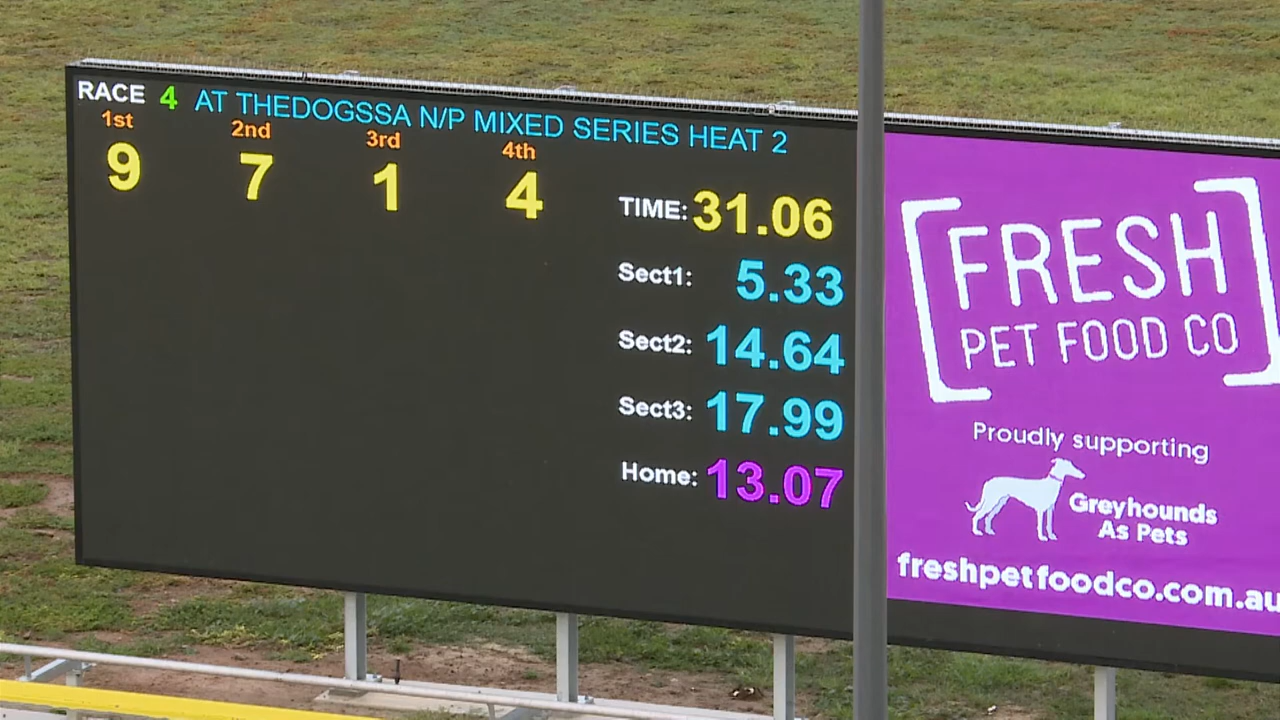 RACE 4 AT THEDOGSSA N/P MIXED SERIES HEAT 2
1st 2nd 3rd 4th
9 7 1 4
TIME: 31.06
Sect1: 5.33
Sect2: 14.64
Sect3: 17.99
Home: 13.07
FRESH
PET FOOD CO
Proudly supporting
Greyhounds
As Pets
freshpetfoodco.com.au